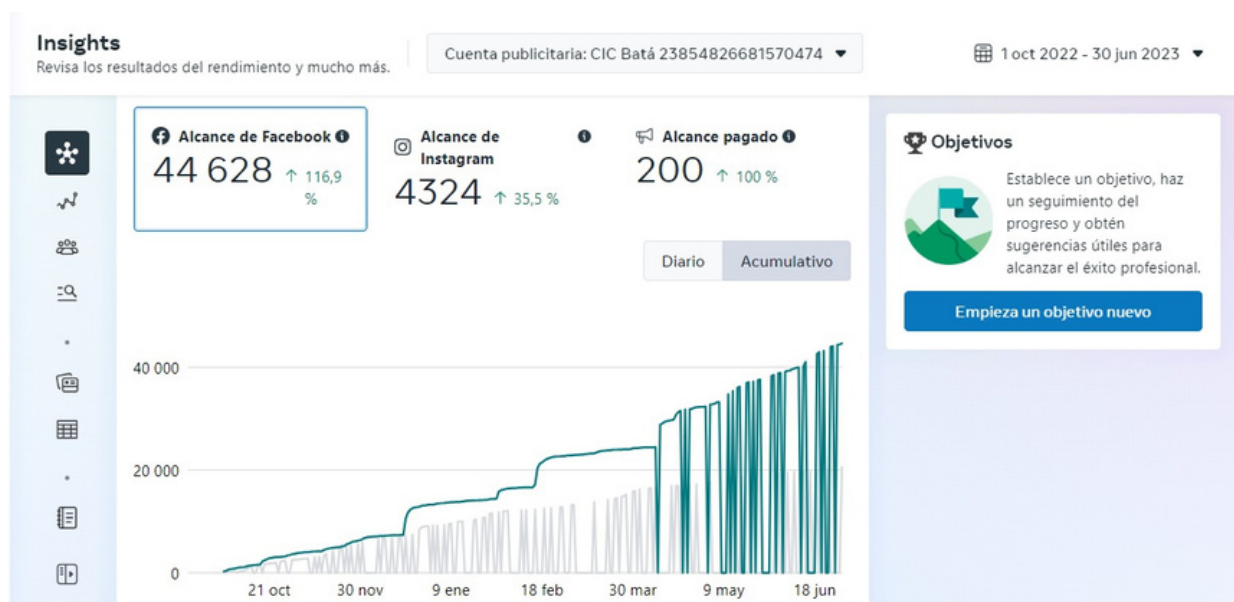 Insights
Revisa los resultados del rendimiento y mucho más.
Cuenta publicitaria: CIC Batá 23854826681570474
1 oct 2022 - 30 jun 2023
Alcance de Facebook
44 628 ↑ 116,9
%
Alcance de
Instagram
4324 ↑ 35,5 %
Alcance pagado
200 ↑ 100 %
Diario
Acumulativo
40 000
20 000
0
21 oct
30 nov
9 ene
18 feb
30 mar
9 may
18 jun
Objetivos
Establece un objetivo, haz
un seguimiento del
progreso y obtén
sugerencias útiles para
alcanzar el éxito profesional.
Empieza un objetivo nuevo